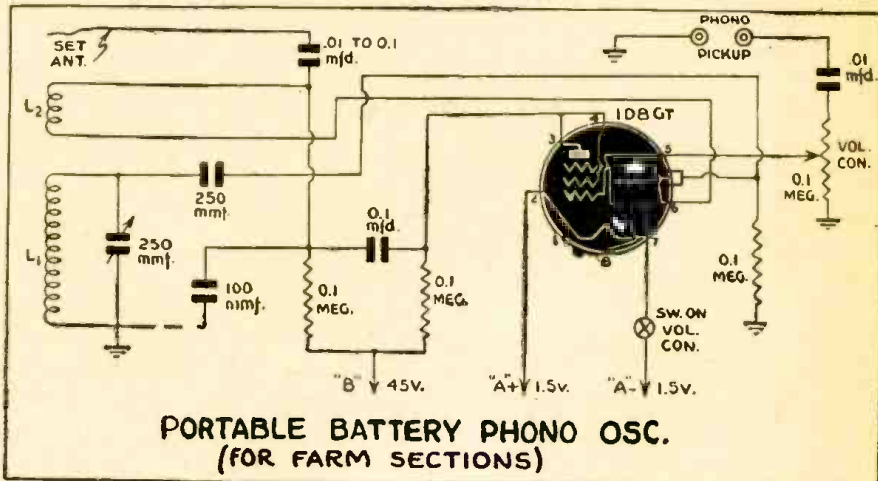 SET
ANT.
.01 TO 0.1
mfd.
PHONO
PICKUP
.01
mfd.
L2
1D8GT
4
3
5
VOL.
CON.
0.1
MEG.
250
mmf.
0.1
mfd.
2
6
L1
250
mmf.
1
8
7
100
mmf.
0.1
MEG.
0.1
MEG.
0.1
MEG.
SW. ON
VOL.
CON.
"B" 45V.
"A"+ 1.5V.
"A"- 1.5V.
PORTABLE BATTERY PHONO OSC.
(FOR FARM SECTIONS)